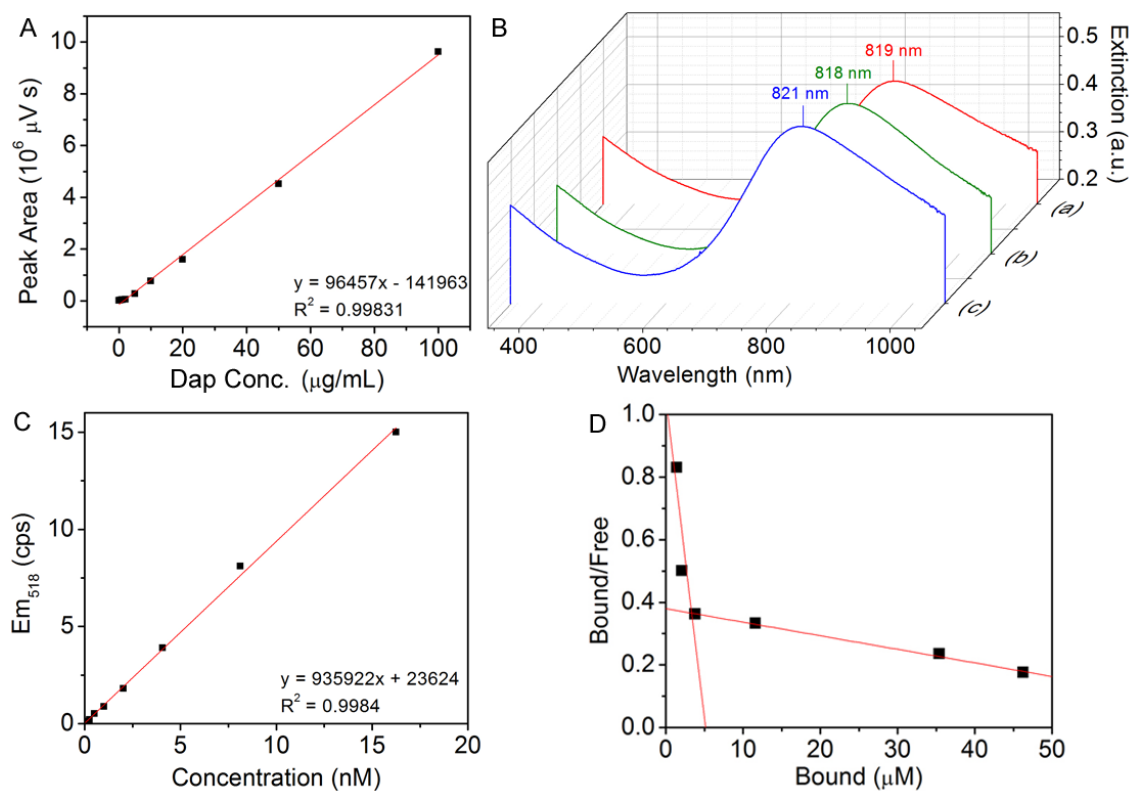 A
Peak Area (10⁶ μV s)
10
8
6
4
2
0
y = 96457x - 141963
R² = 0.99831
0 20 40 60 80 100
Dap Conc. (μg/mL)
B
819 nm
818 nm
821 nm
Extinction (a.u.)
0.5
0.4
0.3
0.2
(a)
(b)
(c)
400 600 800 1000
Wavelength (nm)
C
Em₅₁₈ (cps)
15
10
5
0
y = 935922x + 23624
R² = 0.9984
0 5 10 15 20
Concentration (nM)
D
Bound/Free
1.0
0.8
0.6
0.4
0.2
0.0
0 10 20 30 40 50
Bound (μM)